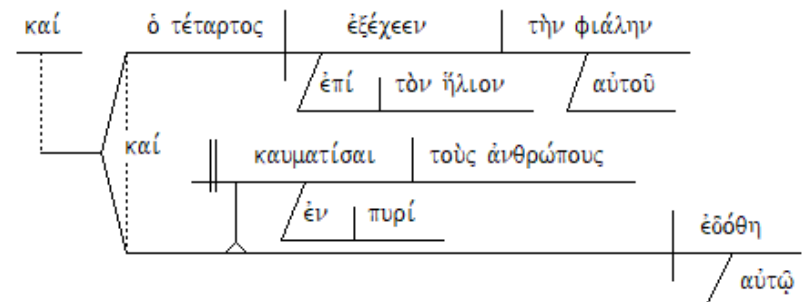 καί ὁ τέταρτος ἐξέχεεν τὴν φιάλην
ἐπί τὸν ἥλιον αὐτοῦ
καί καυματίσαι τοὺς ἀνθρώπους
ἐν πυρί
ἐδόθη
αὐτῷ